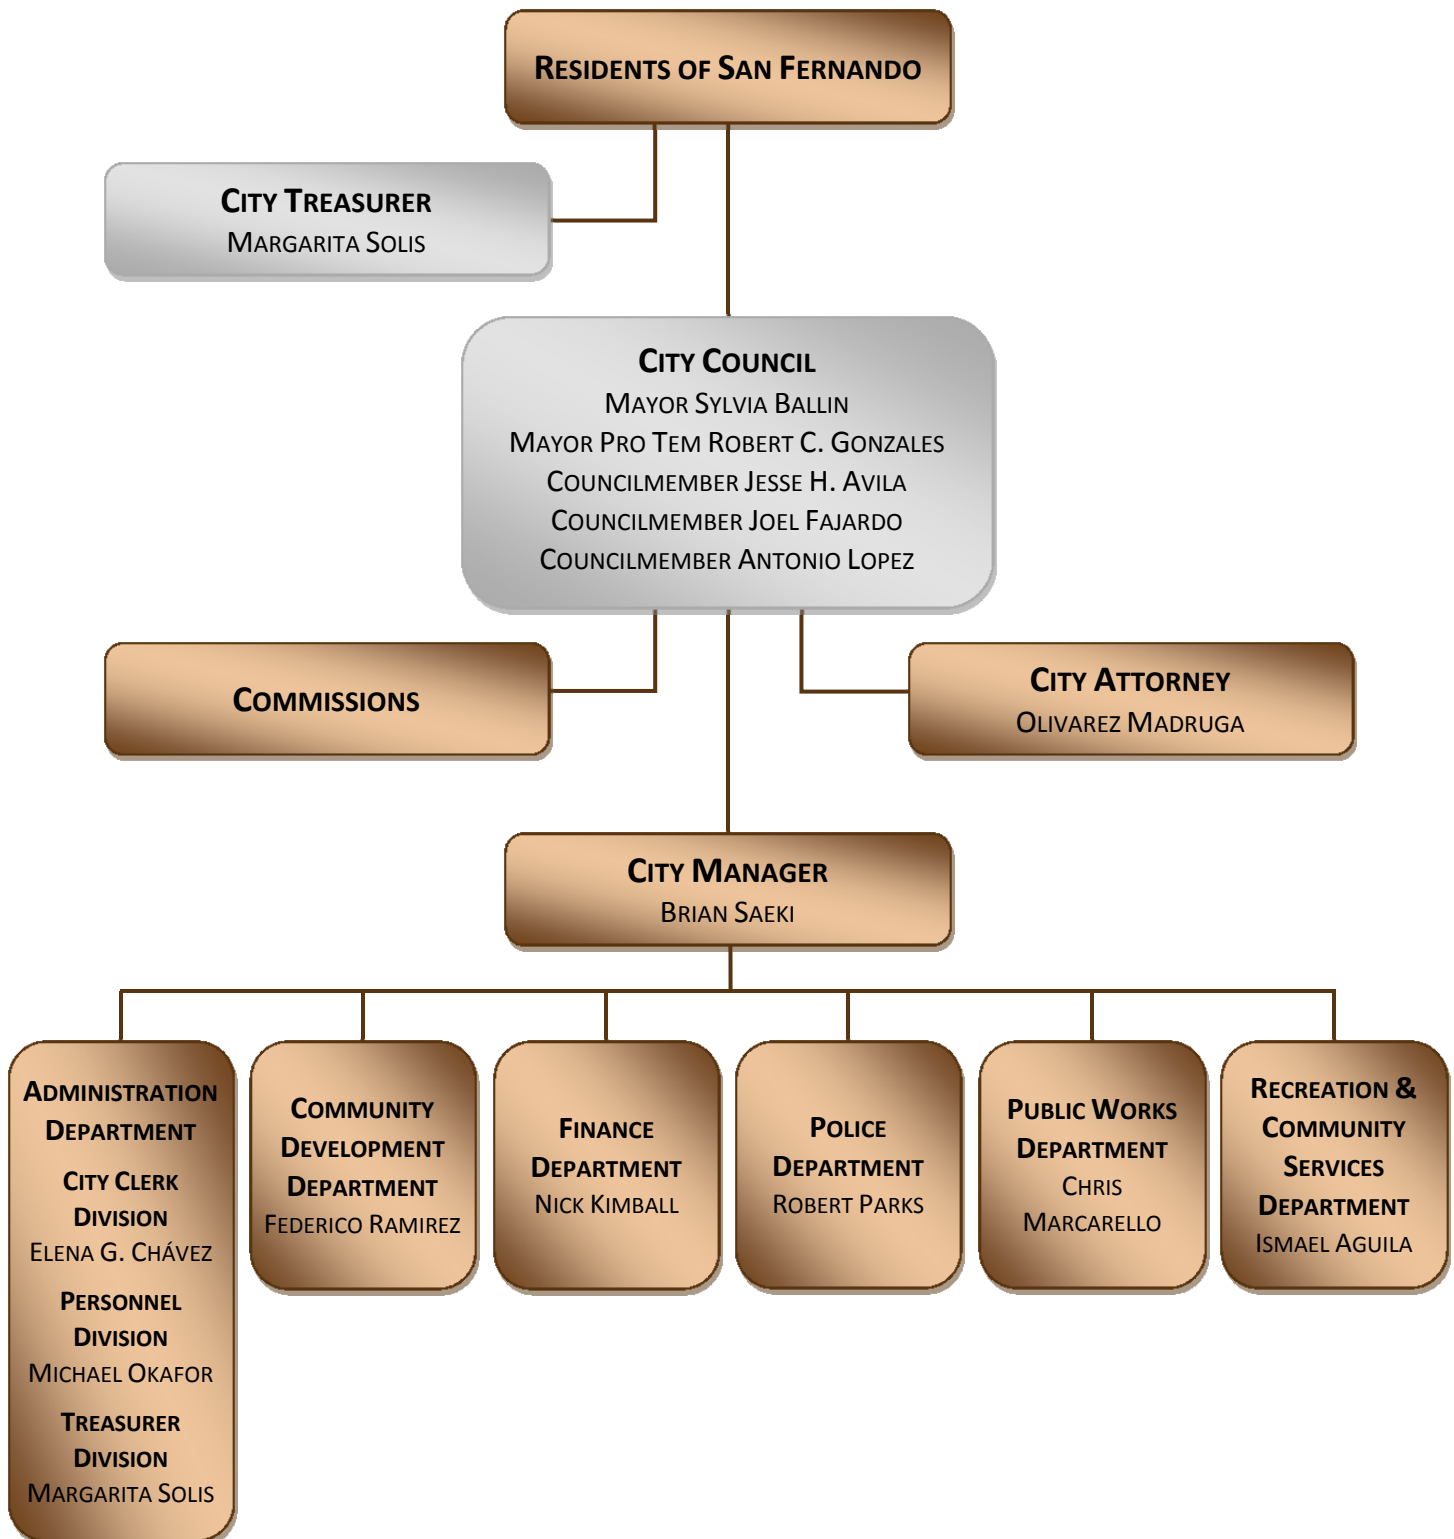 Residents of San Fernando
City Treasurer
Margarita Solis
City Council
Mayor Sylvia Ballin
Mayor Pro Tem Robert C. Gonzales
Councilmember Jesse H. Avila
Councilmember Joel Fajardo
Councilmember Antonio Lopez
Commissions
City Attorney
Olivarez Madruga
City Manager
Brian Saeki
Administration
Department
City Clerk
Division
Elena G. Chávez
Personnel
Division
Michael Okafor
Treasurer
Division
Margarita Solis
Community
Development
Department
Federico Ramirez
Finance
Department
Nick Kimball
Police
Department
Robert Parks
Public Works
Department
Chris
Marcarello
Recreation &
Community
Services
Department
Ismael Aguila